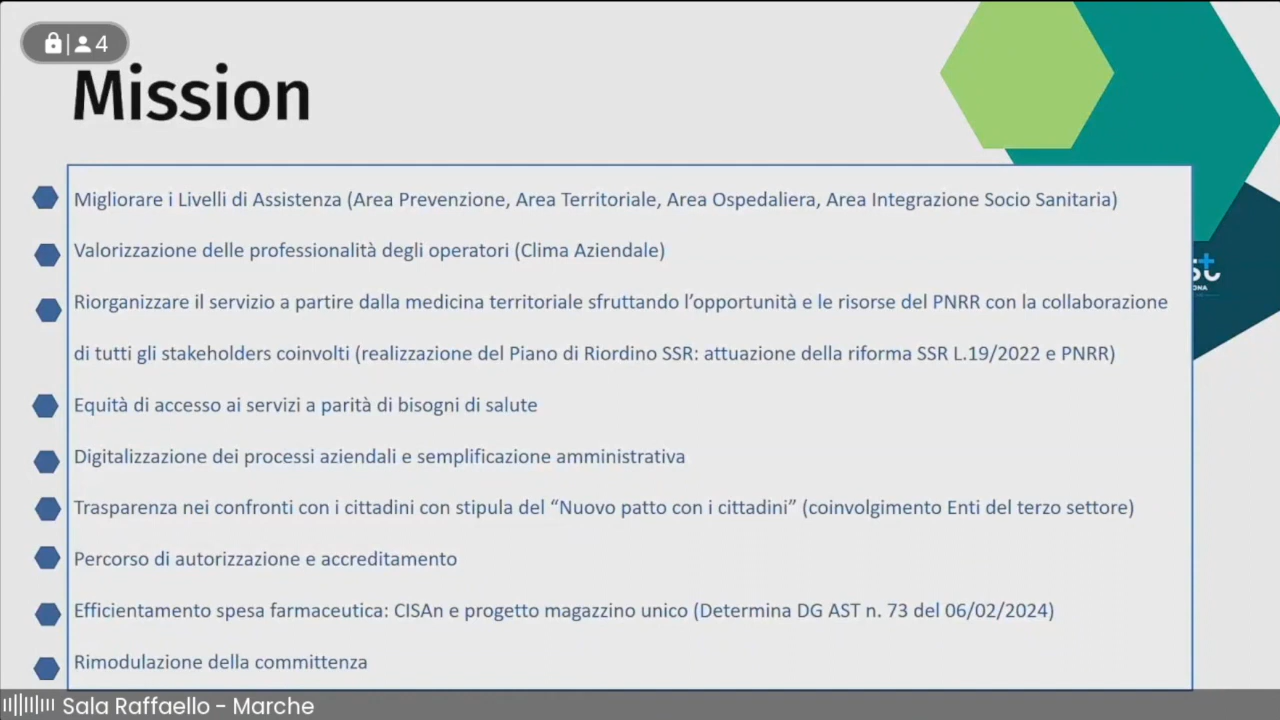 4
Mission
Migliorare i Livelli di Assistenza (Area Prevenzione, Area Territoriale, Area Ospedaliera, Area Integrazione Socio Sanitaria)
Valorizzazione delle professionalità degli operatori (Clima Aziendale)
Riorganizzare il servizio a partire dalla medicina territoriale sfruttando l’opportunità e le risorse del PNRR con la collaborazione
di tutti gli stakeholders coinvolti (realizzazione del Piano di Riordino SSR: attuazione della riforma SSR L.19/2022 e PNRR)
Equità di accesso ai servizi a parità di bisogni di salute
Digitalizzazione dei processi aziendali e semplificazione amministrativa
Trasparenza nei confronti con i cittadini con stipula del “Nuovo patto con i cittadini” (coinvolgimento Enti del terzo settore)
Percorso di autorizzazione e accreditamento
Efficientamento spesa farmaceutica: CISAn e progetto magazzino unico (Determina DG AST n. 73 del 06/02/2024)
Rimodulazione della committenza
Sala Raffaello - Marche